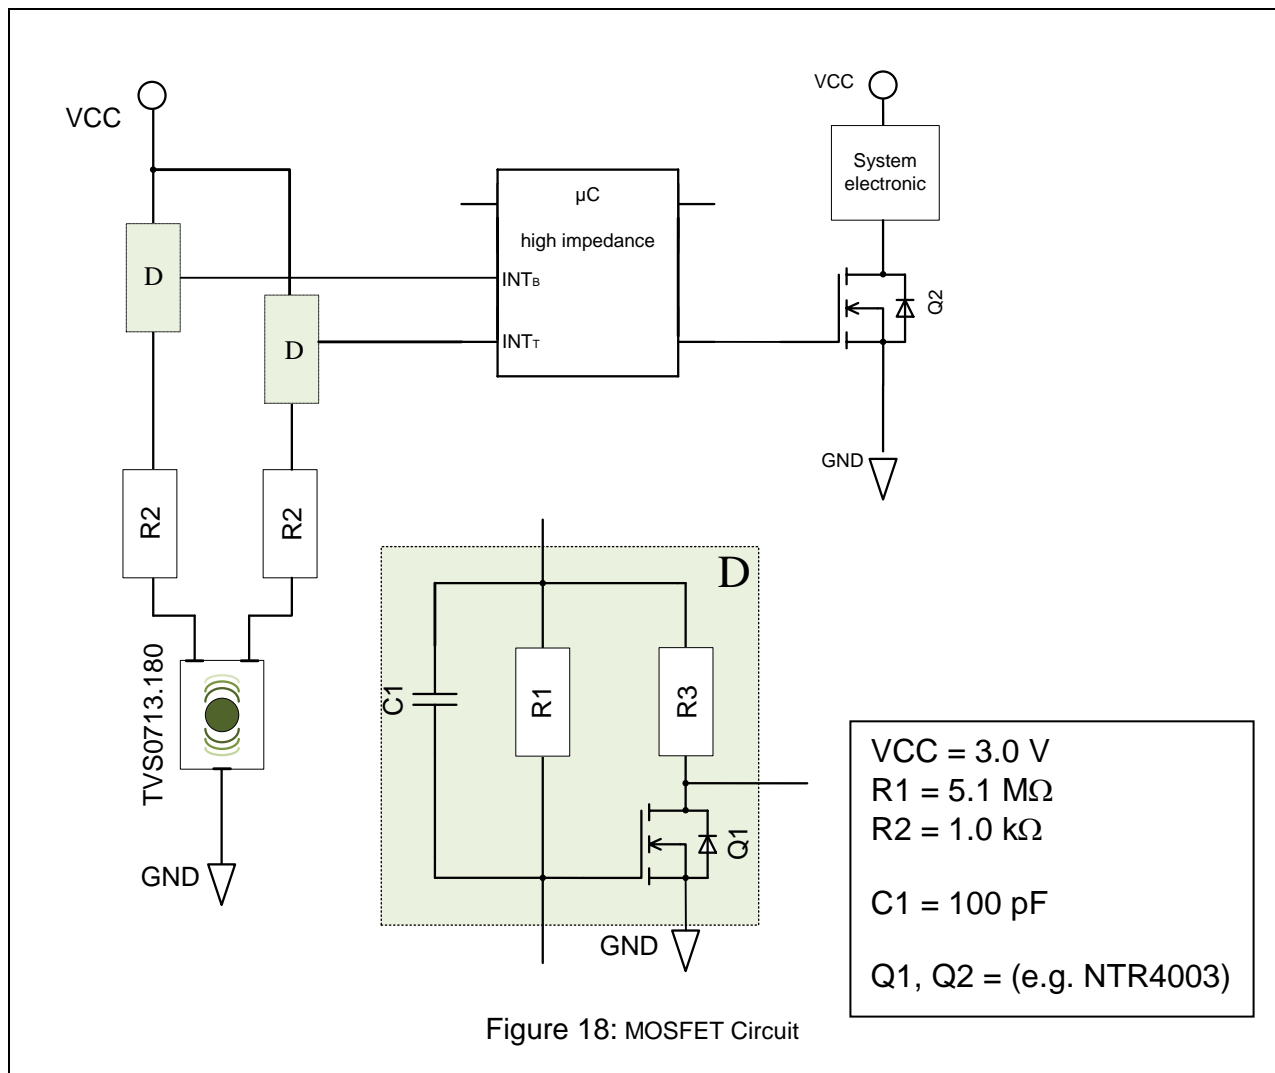 VCC
D
D
R2
R2
TVS0713.180
GND
µC
high impedance
INTB
INTT
VCC
System
electronic
Q2
GND
D
C1
R1
R3
Q1
GND
VCC = 3.0 V
R1 = 5.1 MΩ
R2 = 1.0 kΩ
C1 = 100 pF
Q1, Q2 = (e.g. NTR4003)
Figure 18: MOSFET Circuit